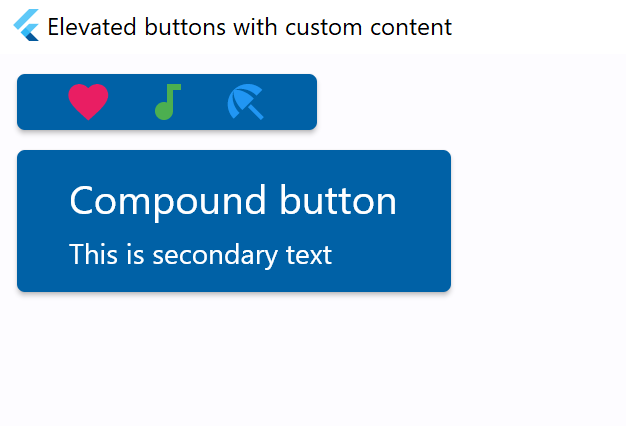 Elevated buttons with custom content
Compound button
This is secondary text